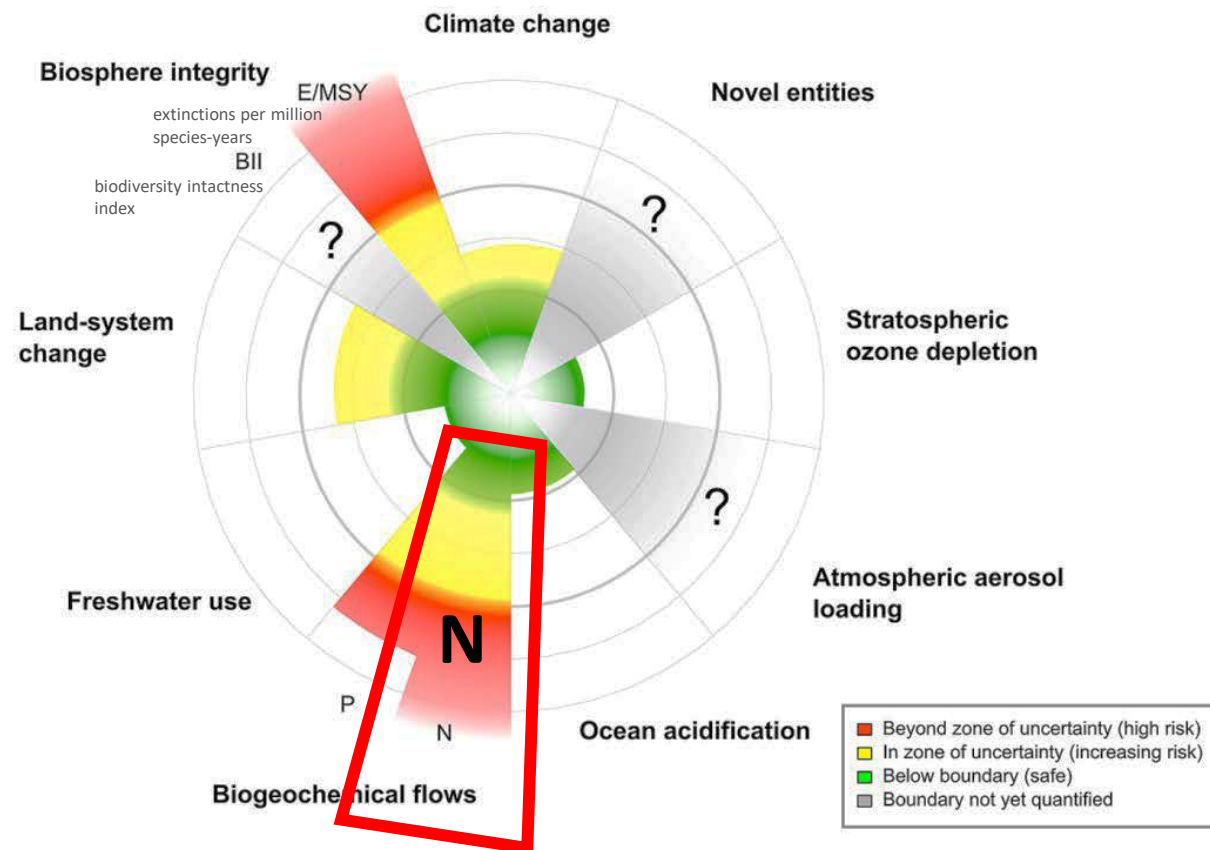 Climate change
Biosphere integrity
Novel entities
E/MSY
extinctions per million
species-years
BII
biodiversity intactness
index
?
?
Land-system
change
Stratospheric
ozone depletion
?
Freshwater use
Atmospheric aerosol
loading
N
P
N
Ocean acidification
Biogeochemical flows
Beyond zone of uncertainty (high risk)
In zone of uncertainty (increasing risk)
Below boundary (safe)
Boundary not yet quantified